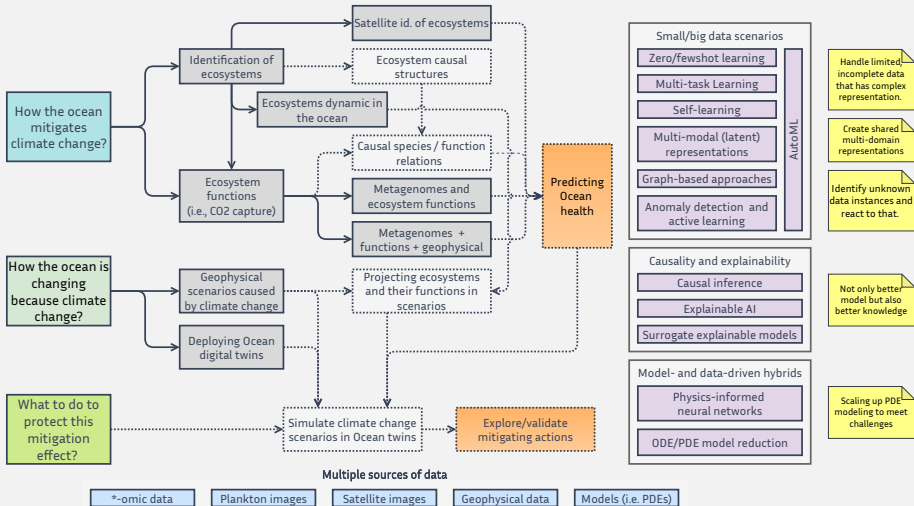 How the ocean
mitigates
climate change?
How the ocean is
changing
because climate
change?
What to do to
protect this
mitigation
effect?
Identification of
ecosystems
Ecosystems dynamic in
the ocean
Ecosystem
functions
(i.e., CO2 capture)
Geophysical
scenarios caused
by climate change
Deploying Ocean
digital twins
Satellite id. of ecosystems
Ecosystem causal
structures
Causal species / function
relations
Metagenomes and
ecosystem functions
Metagenomes +
functions + geophysical
Projecting ecosystems
and their functions in
scenarios
Simulate climate change
scenarios in Ocean twins
Predicting
Ocean
health
Explore/validate
mitigating actions
Small/big data scenarios
Zero/fewshot learning
Multi-task Learning
Self-learning
Multi-modal (latent)
representations
Graph-based approaches
Anomaly detection and
active learning
AutoML
Causality and explainability
Causal inference
Explainable AI
Surrogate explainable models
Model- and data-driven hybrids
Physics-informed
neural networks
ODE/PDE model reduction
Handle limited,
incomplete data
that has complex
representation.
Create shared
multi-domain
representations
Identify unknown
data instances and
react to that.
Not only better
model but also
better knowledge
Scaling up PDE
modeling to meet
challenges
Multiple sources of data
*-omic data
Plankton images
Satellite images
Geophysical data
Models (i.e. PDEs)